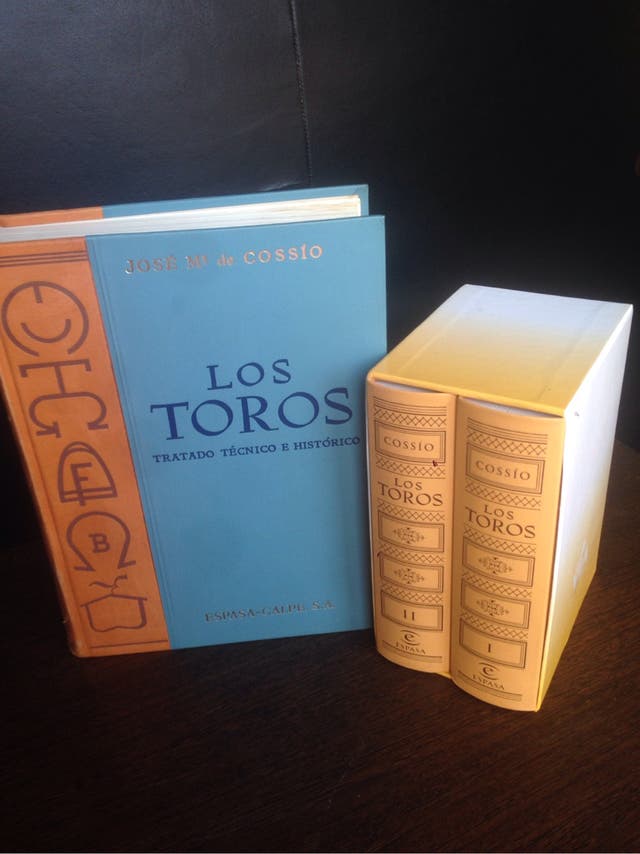 JOSÉ Mª de COSSÍO
LOS
TOROS
TRATADO TÉCNICO E HISTÓRICO
ESPASA-CALPE, S.A.
F
B
COSSÍO
LOS
TOROS
II
e
ESPASA
COSSÍO
LOS
TOROS
I
e
ESPASA